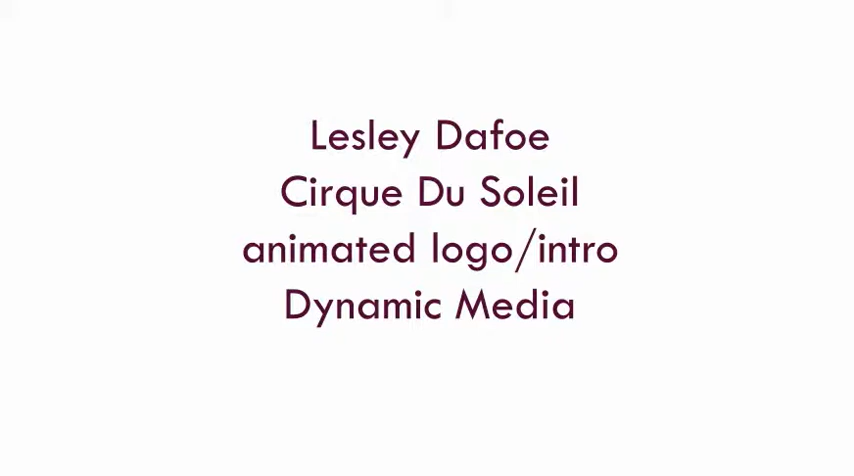 Lesley Dafoe
Cirque Du Soleil
animated logo/intro
Dynamic Media